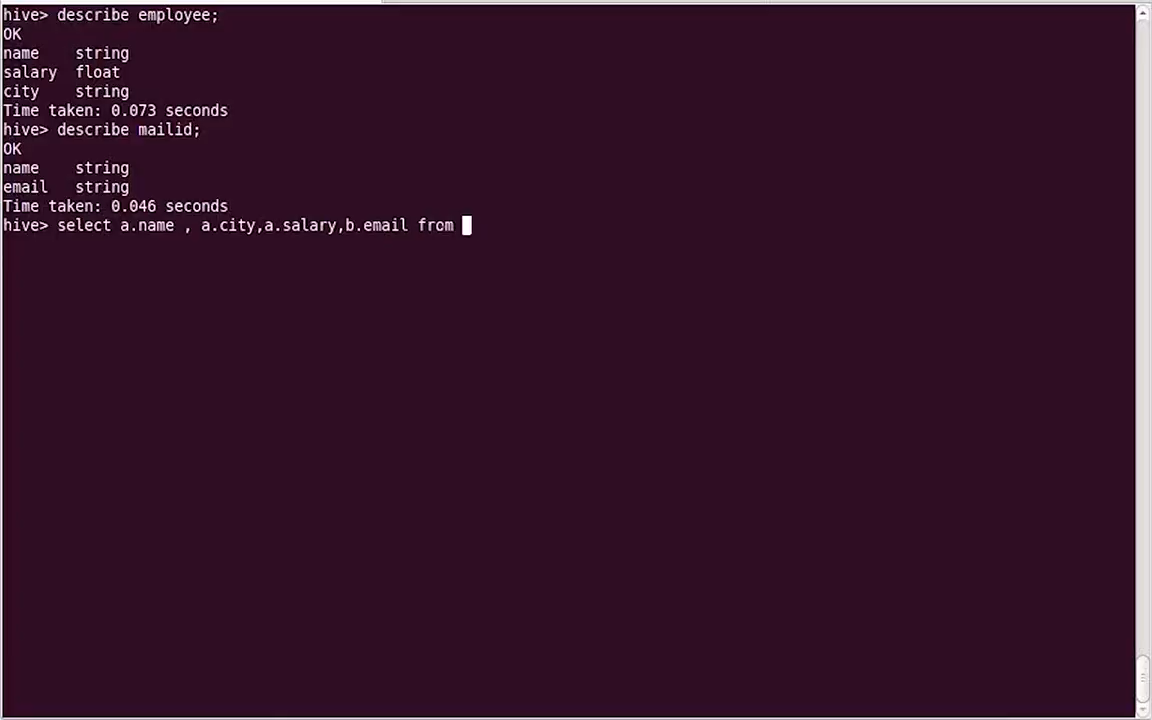 hive> describe employee;
OK
name    string
salary  float
city    string
Time taken: 0.073 seconds
hive> describe mailid;
OK
name    string
email   string
Time taken: 0.046 seconds
hive> select a.name , a.city,a.salary,b.email from